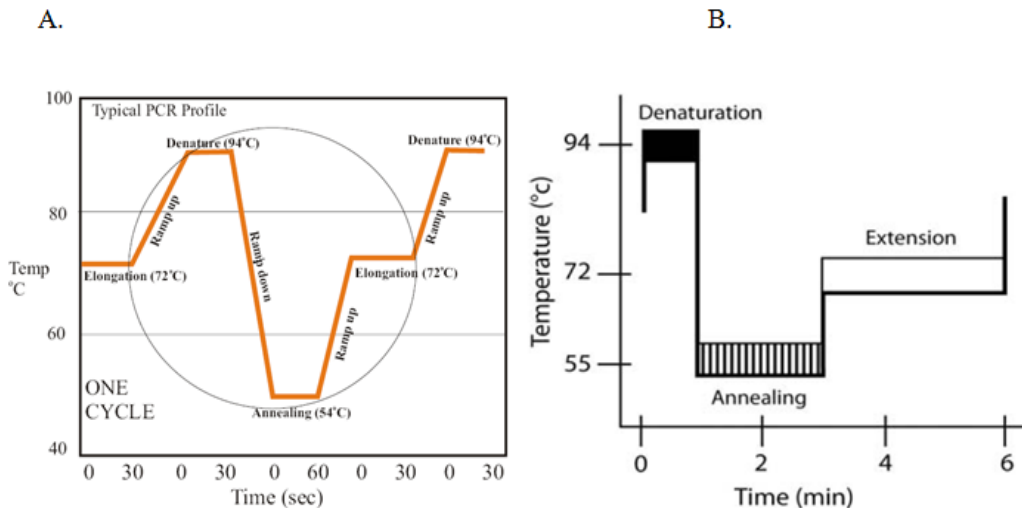 A.
B.
100
Typical PCR Profile
Denature (94°C)
Denature (94°C)
80
Ramp up
Ramp down
Ramp up
Ramp up
Temp
°C
Elongation (72°C)
Elongation (72°C)
60
ONE
CYCLE
Annealing (54°C)
40
0 30 0 30 0 60 0 30 0 30
Time (sec)
Denaturation
94
Extension
72
55
Annealing
Temperature (°c)
0 2 4 6
Time (min)